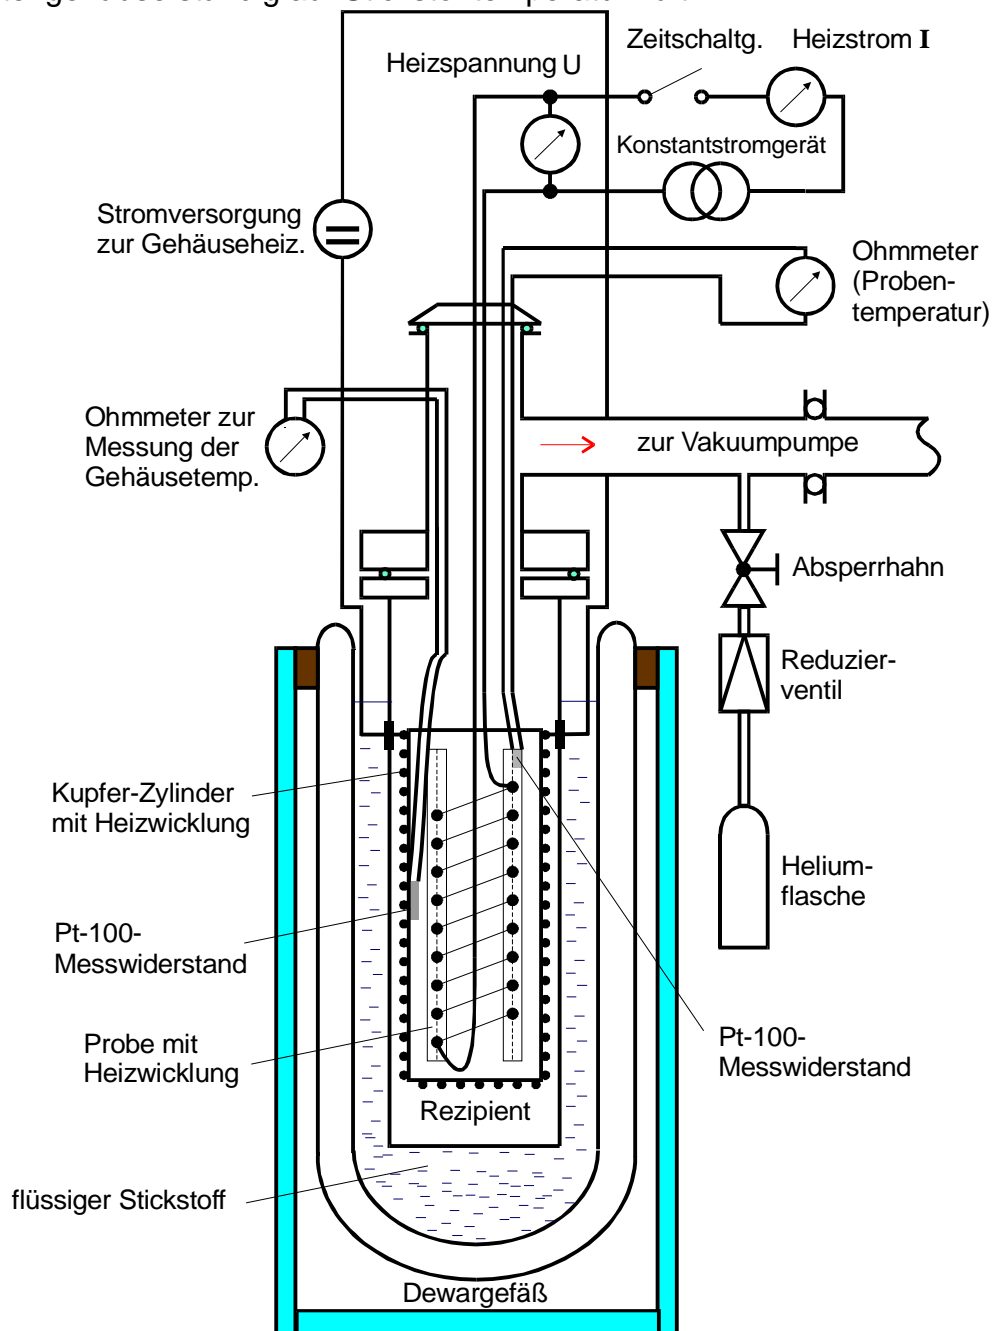 Zeitschaltg.
Heizstrom I
Heizspannung U
Konstantstromgerät
Stromversorgung
zur Gehäuseheiz.
Ohmmeter
(Proben-
temperatur)
Ohmmeter zur
Messung der
Gehäusetemp.
zur Vakuumpumpe
Absperrhahn
Reduzier-
ventil
Kupfer-Zylinder
mit Heizwicklung
Helium-
flasche
Pt-100-
Messwiderstand
Probe mit
Heizwicklung
Pt-100-
Messwiderstand
Rezipient
flüssiger Stickstoff
Dewargefäß